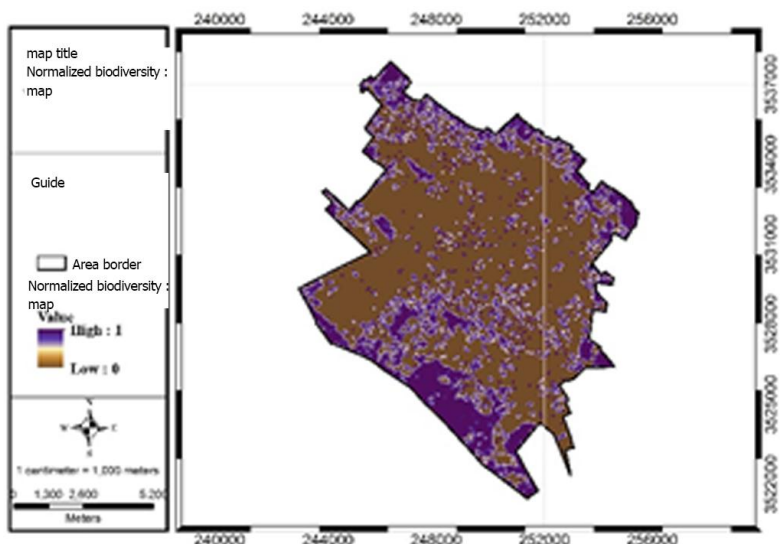 240000 244000 248000 252000 256000
map title
Normalized biodiversity :
map
Guide
Area border
Normalized biodiversity :
map
Value
High : 1
Low : 0
W E
S
1 centimeter = 1,000 meters
0 1,300 2,600 5,200
Meters
3537000
3534000
3531000
3528000
3525000
3522000
240000 244000 248000 252000 256000